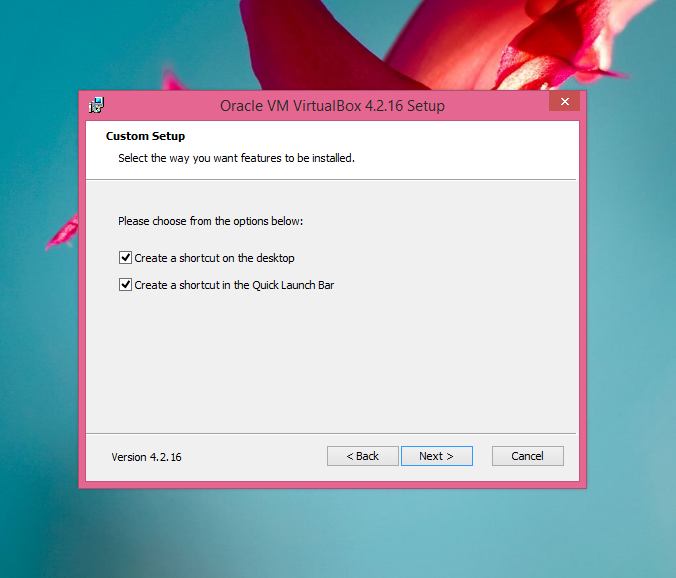 Oracle VM VirtualBox 4.2.16 Setup
Custom Setup
Select the way you want features to be installed.
Please choose from the options below:
Create a shortcut on the desktop
Create a shortcut in the Quick Launch Bar
Version 4.2.16
< Back
Next >
Cancel